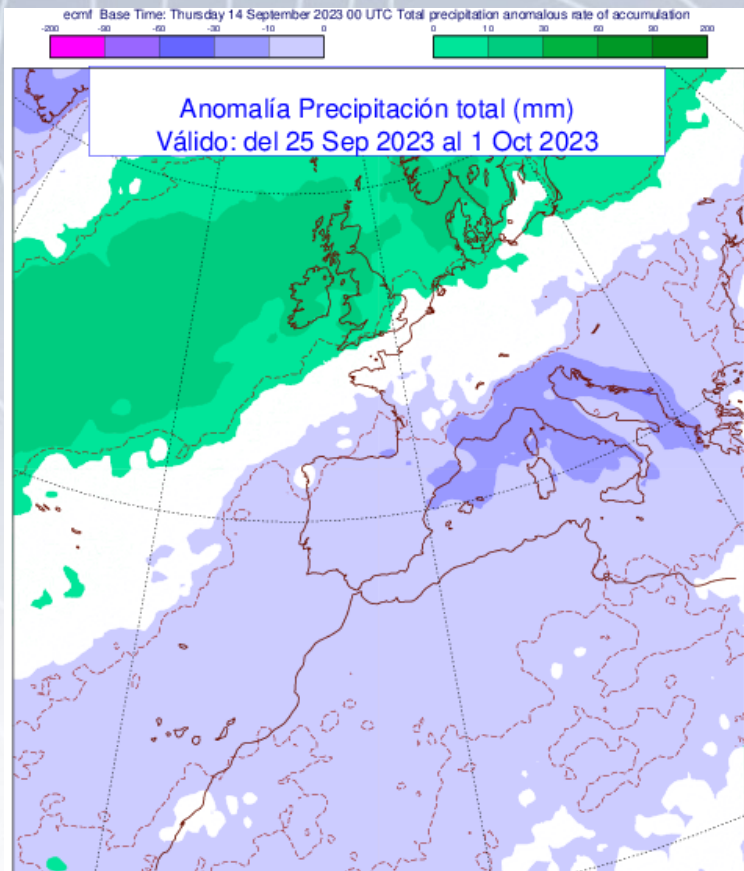 ecmf Base Time: Thursday 14 September 2023 00 UTC Total precipitation anomalous rate of accumulation
-200 -90 -60 -30 -10 0 0 10 30 60 90 200
Anomalía Precipitación total (mm)
Válido: del 25 Sep 2023 al 1 Oct 2023